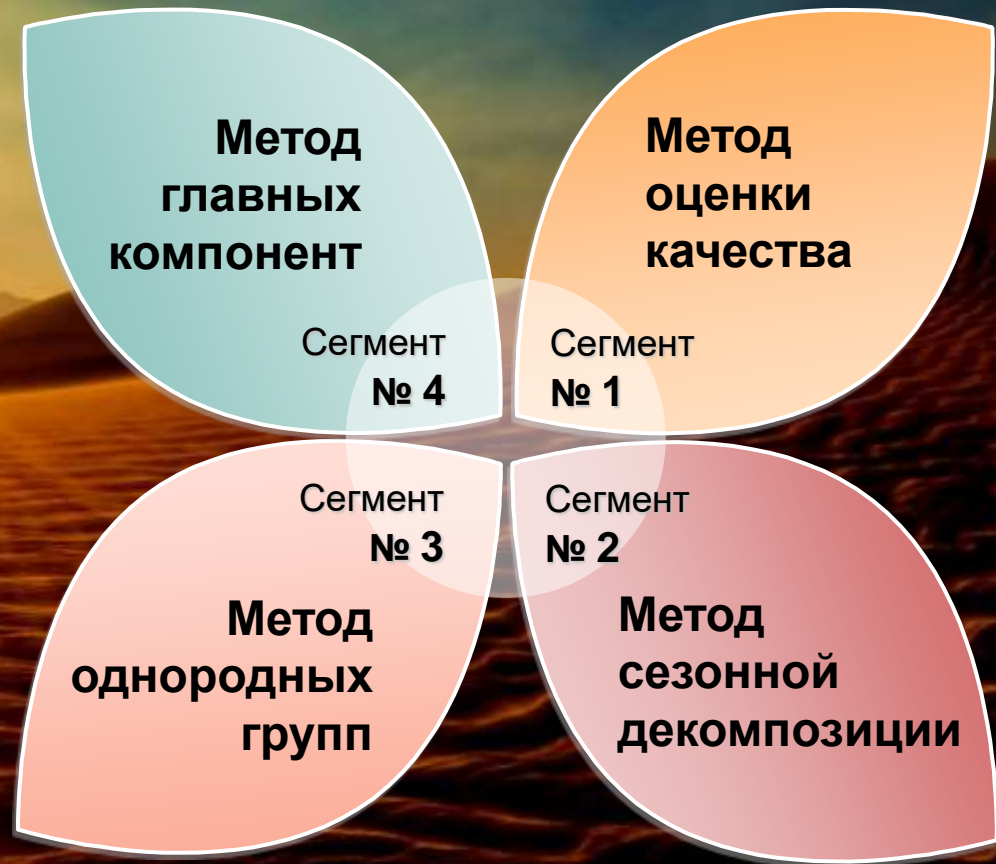 Метод
главных
компонент
Сегмент
№ 4
Метод
оценки
качества
Сегмент
№ 1
Сегмент
№ 3
Метод
однородных
групп
Сегмент
№ 2
Метод
сезонной
декомпозиции